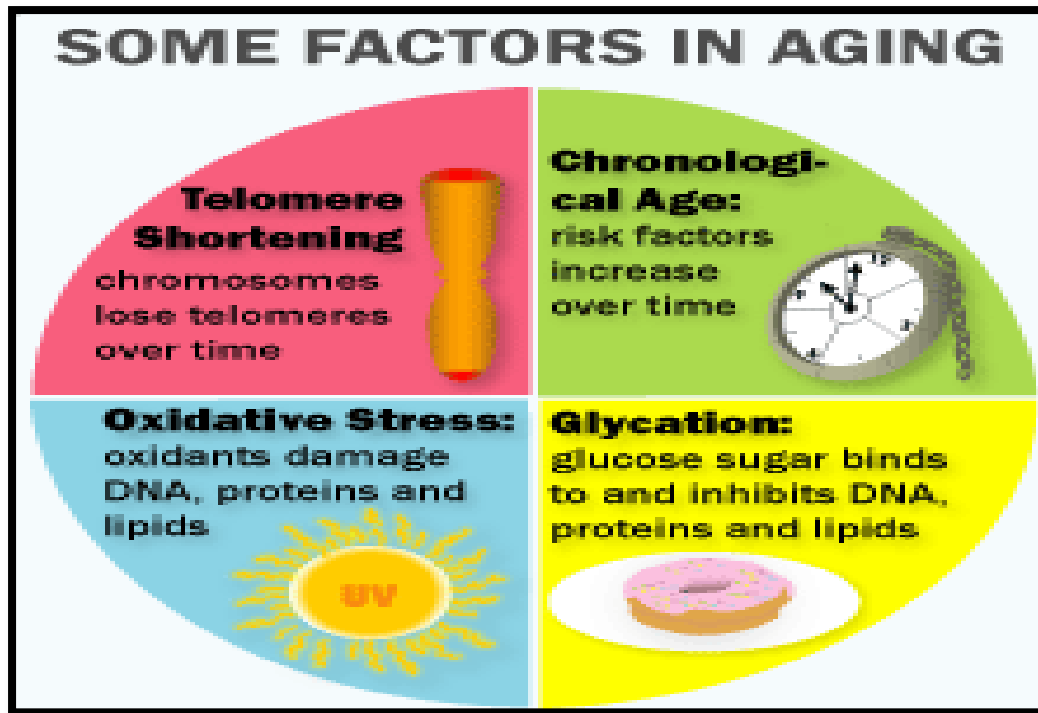 SOME FACTORS IN AGING
Telomere
Shortening
chromosomes
lose telomeres
over time
Chronologi-
cal Age:
risk factors
increase
over time
12
Oxidative Stress:
oxidants damage
DNA, proteins and
lipids
UV
Glycation:
glucose sugar binds
to and inhibits DNA,
proteins and lipids